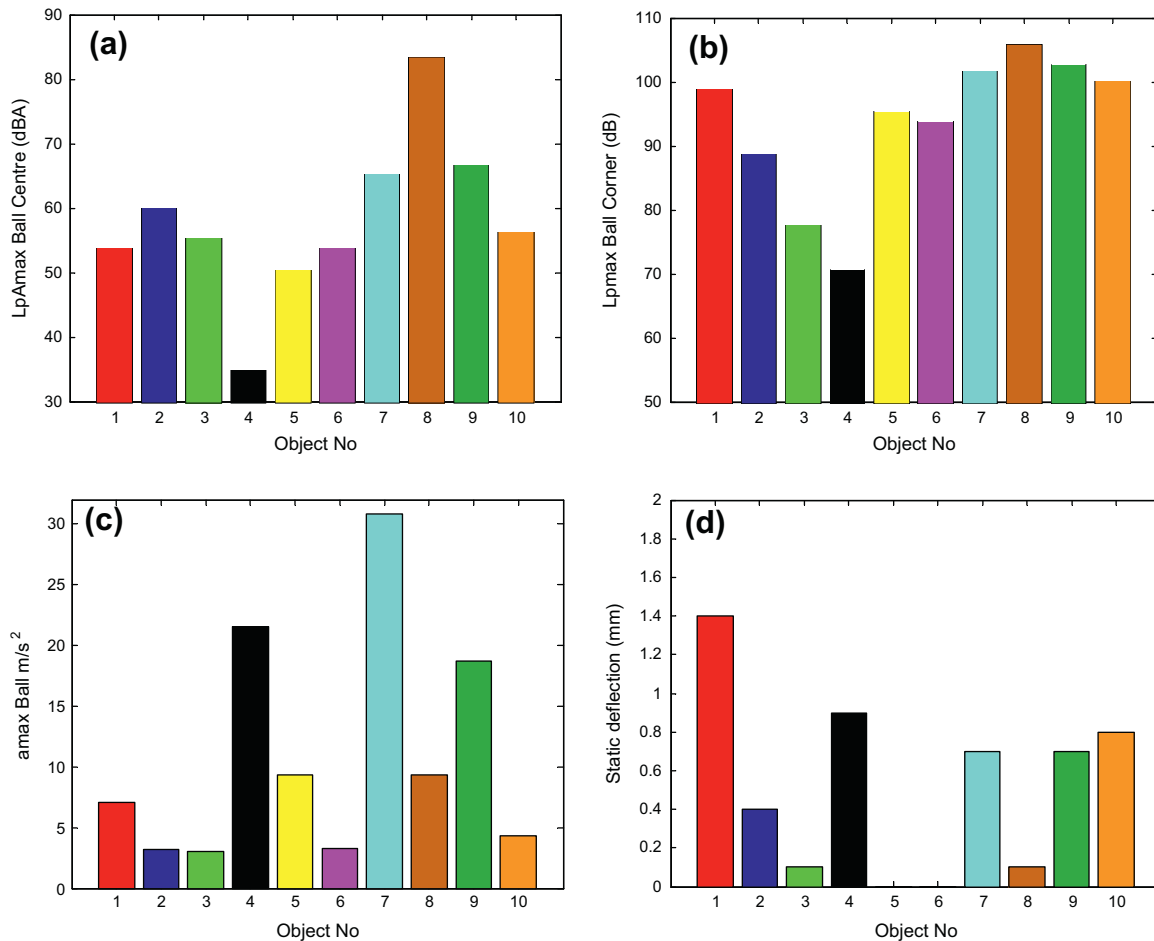 (a)
LpAmax Ball Centre (dBA)
90
80
70
60
50
40
30
1 2 3 4 5 6 7 8 9 10
Object No
(b)
Lpmax Ball Corner (dB)
110
100
90
80
70
60
50
1 2 3 4 5 6 7 8 9 10
Object No
(c)
amax Ball m/s²
30
25
20
15
10
5
0
1 2 3 4 5 6 7 8 9 10
Object No
(d)
Static deflection (mm)
2
1.8
1.6
1.4
1.2
1
0.8
0.6
0.4
0.2
0
1 2 3 4 5 6 7 8 9 10
Object No